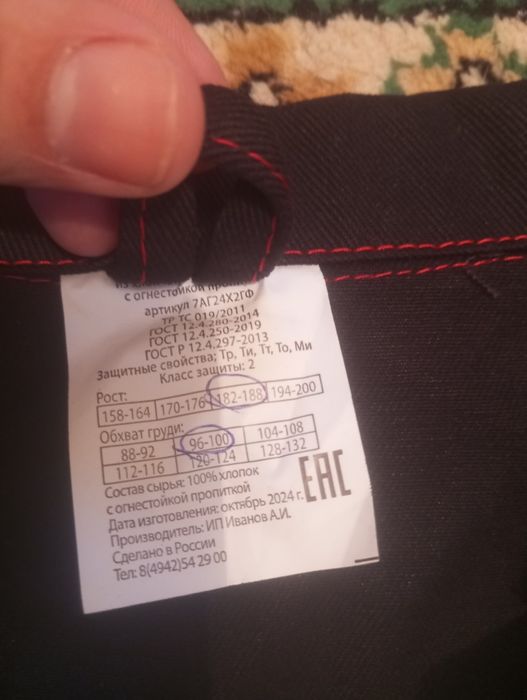 с огнестойкой
артикул 7АГ24Х2ГФ
ТР ТС 019/2011
ГОСТ 12.4.280-2014
ГОСТ 12.4.250-2019
ГОСТ Р 12.4.297-2013
Защитные свойства; Тр, Ти, Тт, То, Ми
Класс защиты: 2
Рост:
158-164 170-176 182-188 194-200
Обхват груди:
88-92 96-100 104-108
112-116 120-124 128-132
Состав сырья: 100% хлопок
с огнестойкой пропиткой
Дата изготовления: октябрь 2024 г.
Производитель: ИП Иванов А.И.
Сделано в России
Тел: 8(4942)54 29 00
ЕАС